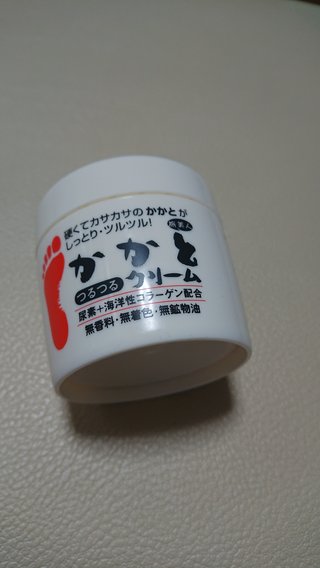 硬くてカサカサのかかとが
しっとり・ツルツル!
かかと
つるつる クリーム
尿素+海洋性コラーゲン配合
無香料・無着色・無鉱物油